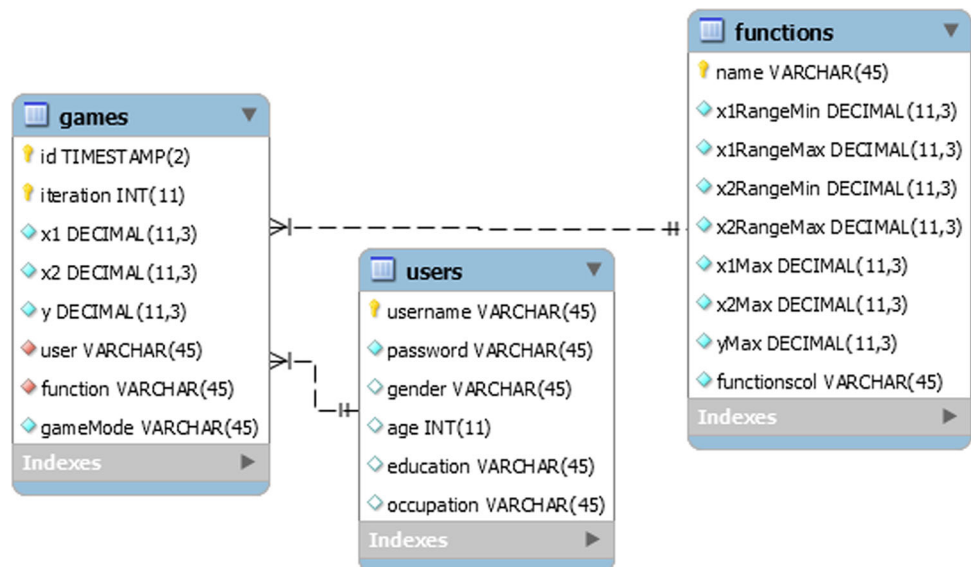 games
id TIMESTAMP(2)
iteration INT(11)
x1 DECIMAL(11,3)
x2 DECIMAL(11,3)
y DECIMAL(11,3)
user VARCHAR(45)
function VARCHAR(45)
gameMode VARCHAR(45)
Indexes
users
username VARCHAR(45)
password VARCHAR(45)
gender VARCHAR(45)
age INT(11)
education VARCHAR(45)
occupation VARCHAR(45)
Indexes
functions
name VARCHAR(45)
x1RangeMin DECIMAL(11,3)
x1RangeMax DECIMAL(11,3)
x2RangeMin DECIMAL(11,3)
x2RangeMax DECIMAL(11,3)
x1Max DECIMAL(11,3)
x2Max DECIMAL(11,3)
yMax DECIMAL(11,3)
functionscol VARCHAR(45)
Indexes